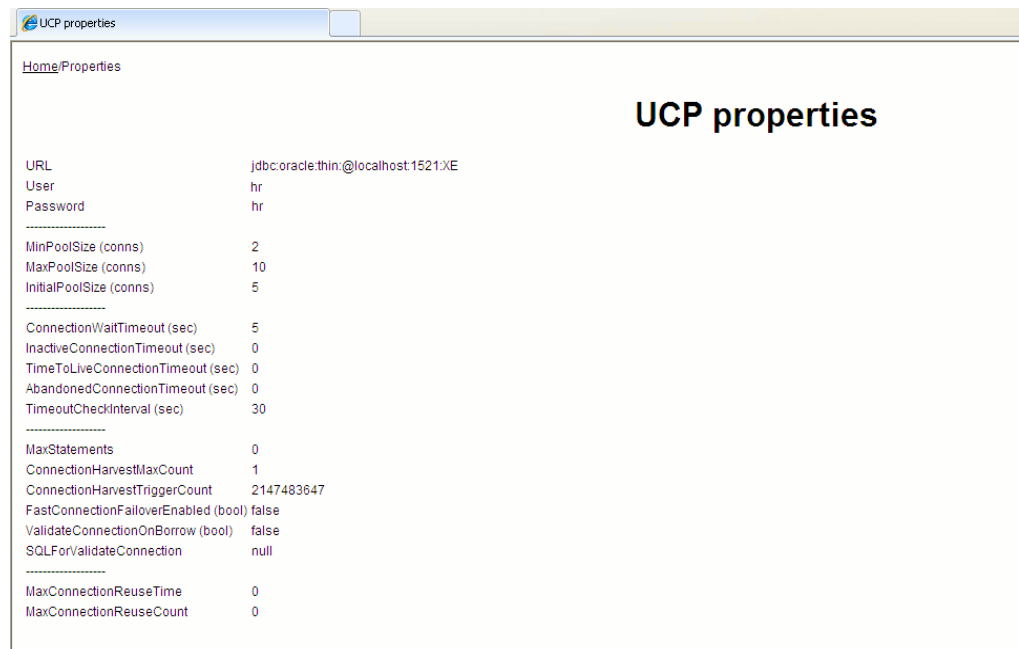 UCP properties
Home/Properties
UCP properties
URL jdbc:oracle:thin:@localhost:1521:XE
User hr
Password hr
-------------------
MinPoolSize (conns) 2
MaxPoolSize (conns) 10
InitialPoolSize (conns) 5
-------------------
ConnectionWaitTimeout (sec) 5
InactiveConnectionTimeout (sec) 0
TimeToLiveConnectionTimeout (sec) 0
AbandonedConnectionTimeout (sec) 0
TimeoutCheckInterval (sec) 30
-------------------
MaxStatements 0
ConnectionHarvestMaxCount 1
ConnectionHarvestTriggerCount 2147483647
FastConnectionFailoverEnabled (bool) false
ValidateConnectionOnBorrow (bool) false
SQLForValidateConnection null
-------------------
MaxConnectionReuseTime 0
MaxConnectionReuseCount 0